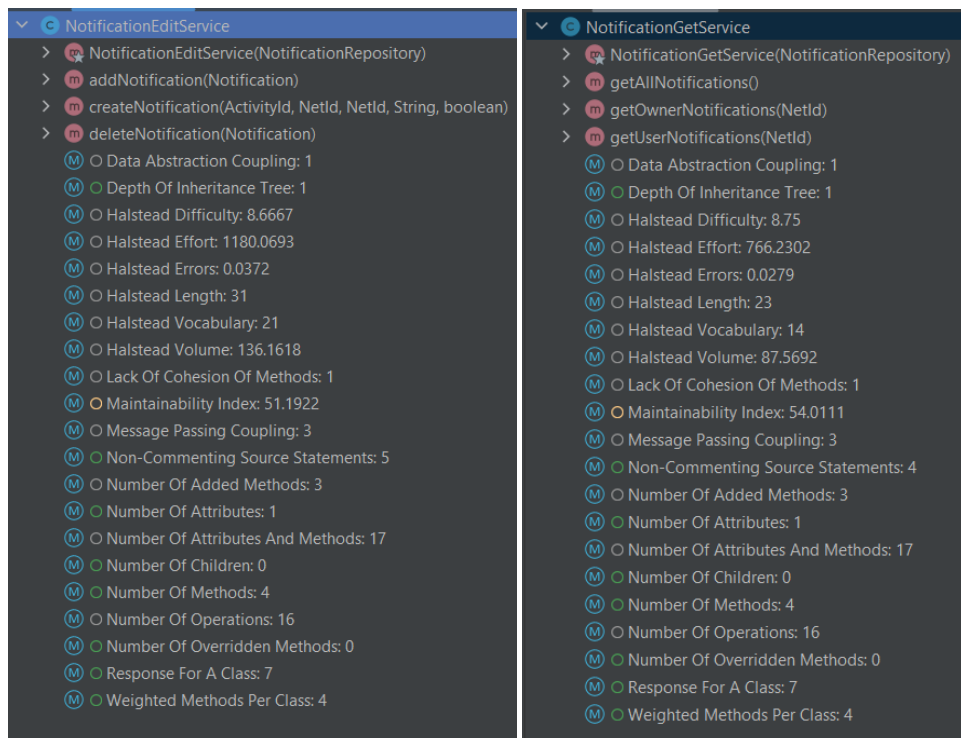 NotificationEditService
NotificationEditService(NotificationRepository)
addNotification(Notification)
createNotification(ActivityId, NetId, NetId, String, boolean)
deleteNotification(Notification)
Data Abstraction Coupling: 1
Depth Of Inheritance Tree: 1
Halstead Difficulty: 8.6667
Halstead Effort: 1180.0693
Halstead Errors: 0.0372
Halstead Length: 31
Halstead Vocabulary: 21
Halstead Volume: 136.1618
Lack Of Cohesion Of Methods: 1
Maintainability Index: 51.1922
Message Passing Coupling: 3
Non-Commenting Source Statements: 5
Number Of Added Methods: 3
Number Of Attributes: 1
Number Of Attributes And Methods: 17
Number Of Children: 0
Number Of Methods: 4
Number Of Operations: 16
Number Of Overridden Methods: 0
Response For A Class: 7
Weighted Methods Per Class: 4
NotificationGetService
NotificationGetService(NotificationRepository)
getAllNotifications()
getOwnerNotifications(NetId)
getUserNotifications(NetId)
Data Abstraction Coupling: 1
Depth Of Inheritance Tree: 1
Halstead Difficulty: 8.75
Halstead Effort: 766.2302
Halstead Errors: 0.0279
Halstead Length: 23
Halstead Vocabulary: 14
Halstead Volume: 87.5692
Lack Of Cohesion Of Methods: 1
Maintainability Index: 54.0111
Message Passing Coupling: 3
Non-Commenting Source Statements: 4
Number Of Added Methods: 3
Number Of Attributes: 1
Number Of Attributes And Methods: 17
Number Of Children: 0
Number Of Methods: 4
Number Of Operations: 16
Number Of Overridden Methods: 0
Response For A Class: 7
Weighted Methods Per Class: 4